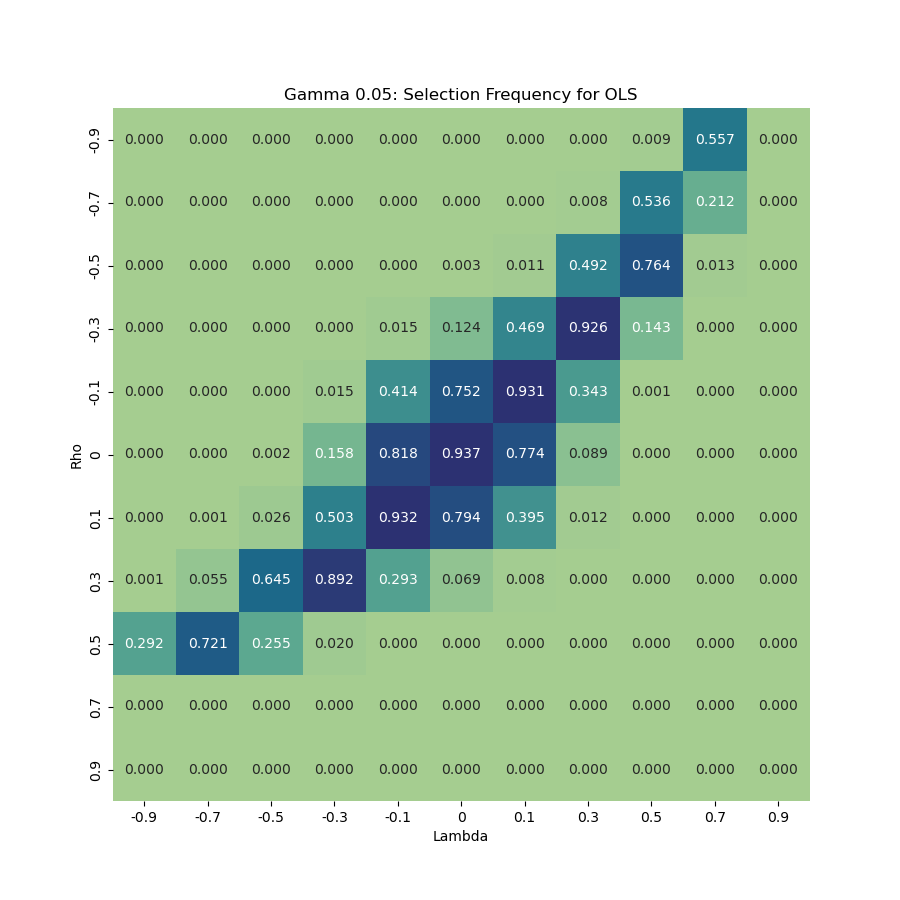 Gamma 0.05: Selection Frequency for OLS
-0.9 0.000 0.000 0.000 0.000 0.000 0.000 0.000 0.000 0.009 0.557 0.000
-0.7 0.000 0.000 0.000 0.000 0.000 0.000 0.000 0.008 0.536 0.212 0.000
-0.5 0.000 0.000 0.000 0.000 0.000 0.003 0.011 0.492 0.764 0.013 0.000
-0.3 0.000 0.000 0.000 0.000 0.015 0.124 0.469 0.926 0.143 0.000 0.000
-0.1 0.000 0.000 0.000 0.015 0.414 0.752 0.931 0.343 0.001 0.000 0.000
Rho
0 0.000 0.000 0.002 0.158 0.818 0.937 0.774 0.089 0.000 0.000 0.000
0.1 0.000 0.001 0.026 0.503 0.932 0.794 0.395 0.012 0.000 0.000 0.000
0.3 0.001 0.055 0.645 0.892 0.293 0.069 0.008 0.000 0.000 0.000 0.000
0.5 0.292 0.721 0.255 0.020 0.000 0.000 0.000 0.000 0.000 0.000 0.000
0.7 0.000 0.000 0.000 0.000 0.000 0.000 0.000 0.000 0.000 0.000 0.000
0.9 0.000 0.000 0.000 0.000 0.000 0.000 0.000 0.000 0.000 0.000 0.000
-0.9 -0.7 -0.5 -0.3 -0.1 0 0.1 0.3 0.5 0.7 0.9
Lambda